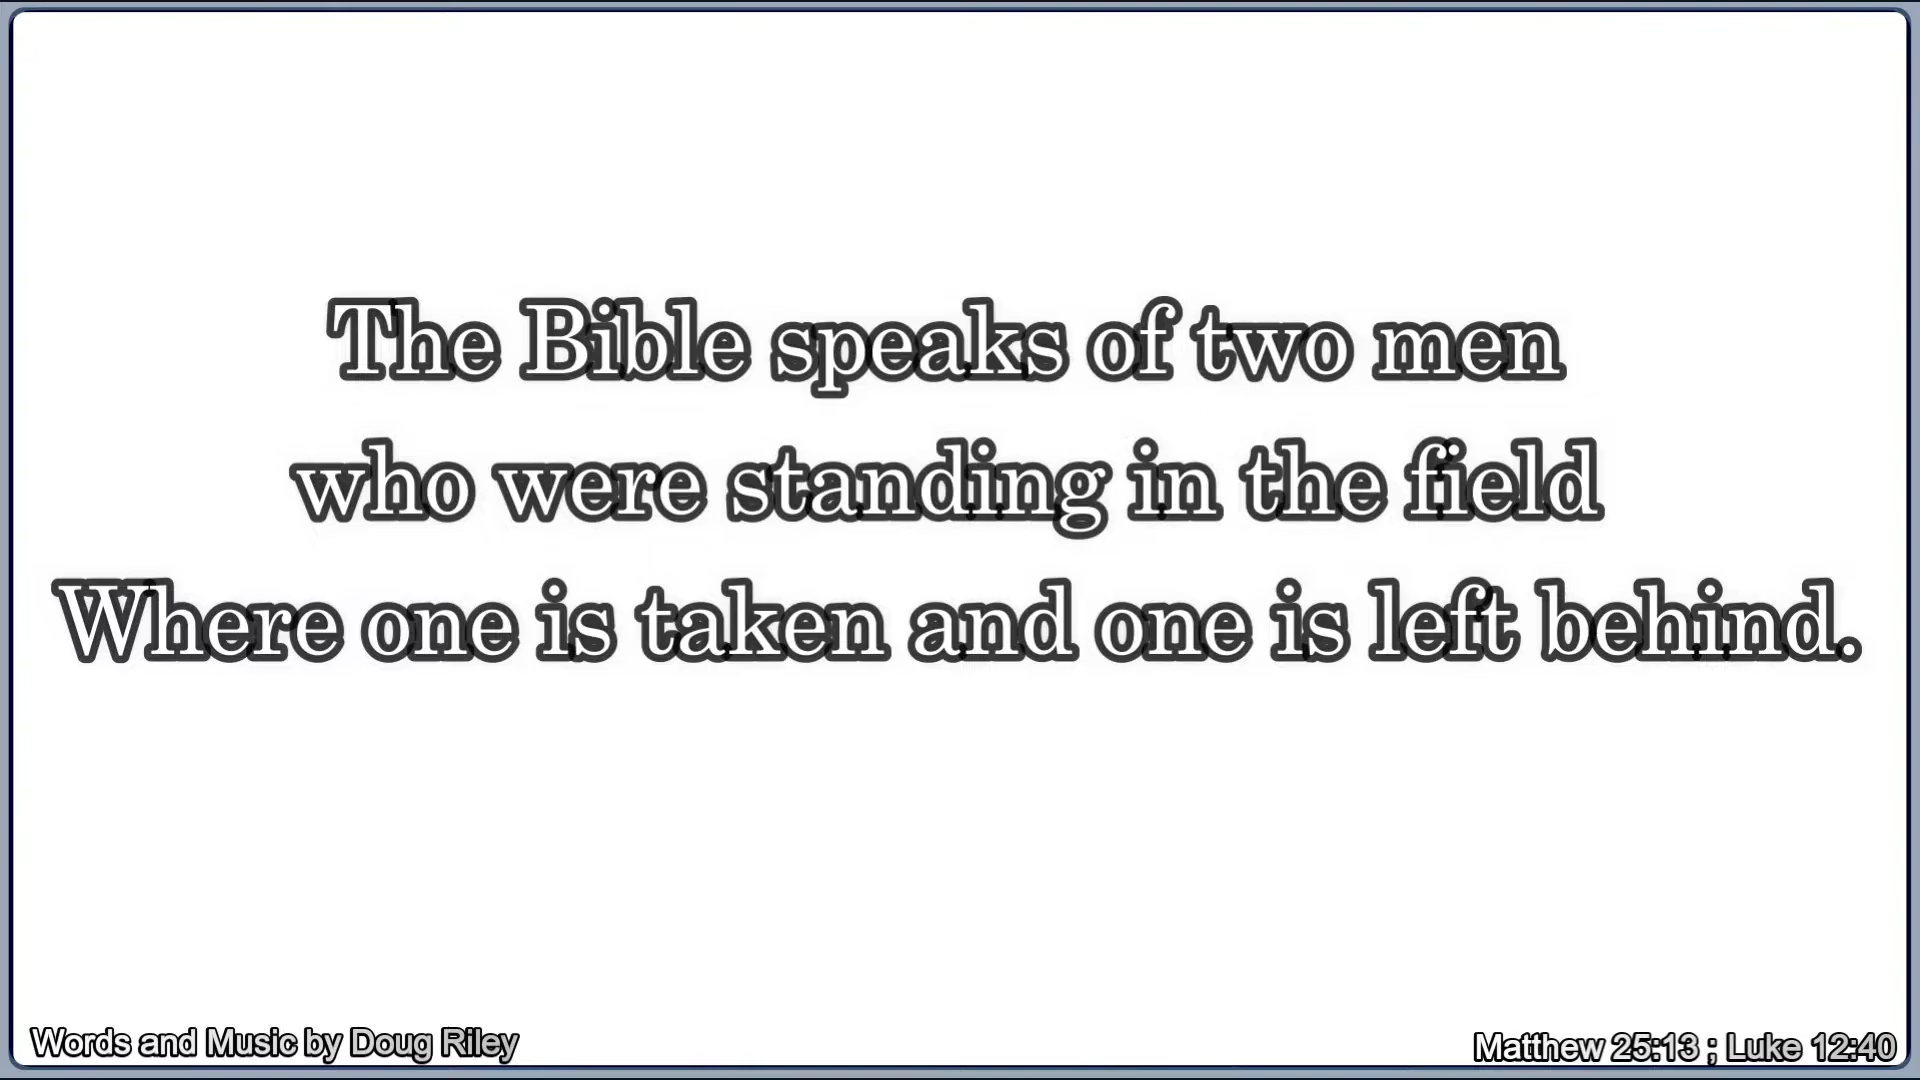 The Bible speaks of two men
who were standing in the field
Where one is taken and one is left behind.
Words and Music by Doug Riley
Matthew 25:13 ; Luke 12:40